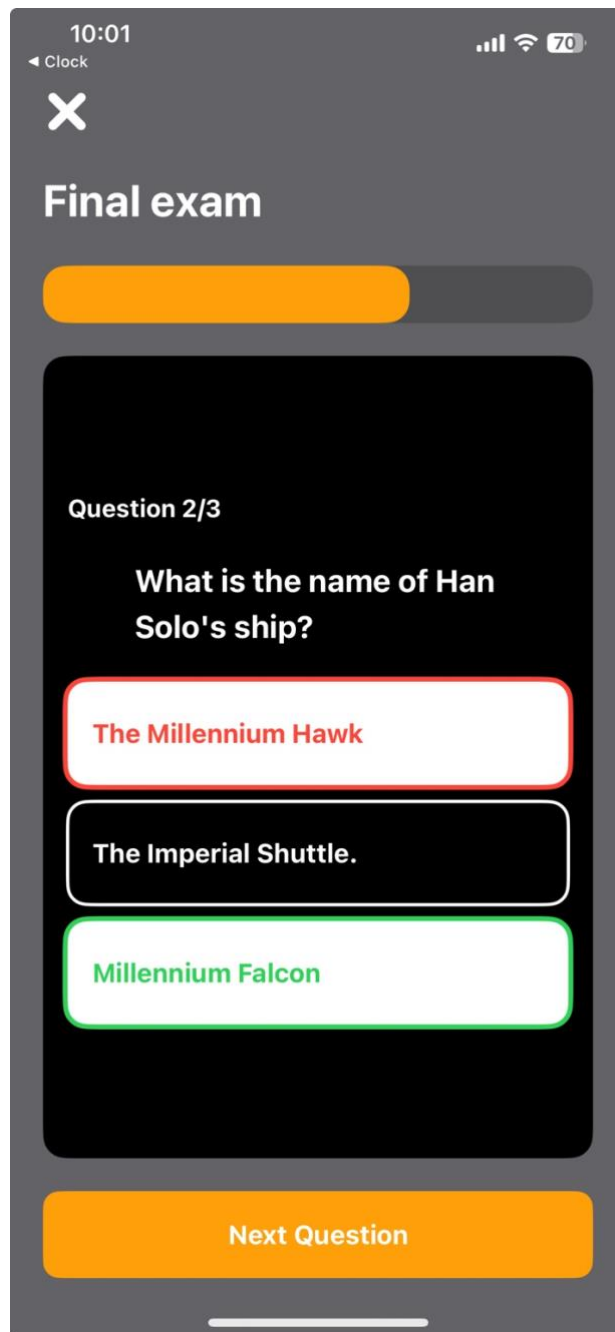 10:01
70
◀ Clock
Final exam
Question 2/3
What is the name of Han
Solo's ship?
The Millennium Hawk
The Imperial Shuttle.
Millennium Falcon
Next Question